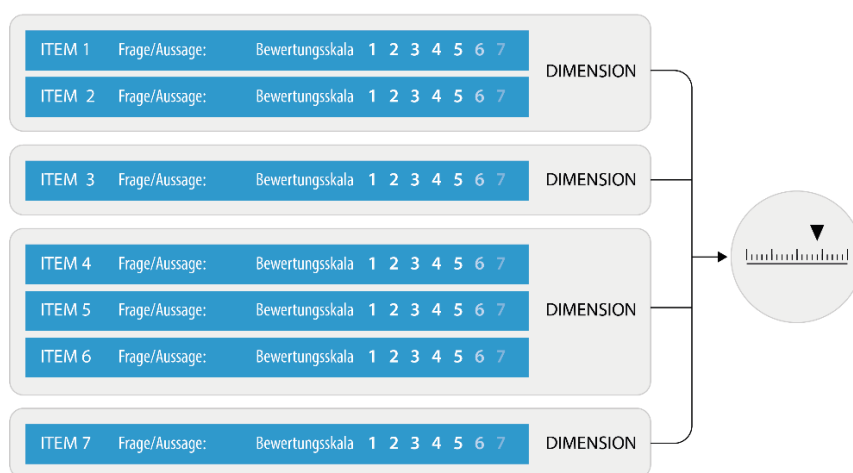 ITEM 1 Frage/Aussage: Bewertungsskala 1 2 3 4 5 6 7
DIMENSION
ITEM 2 Frage/Aussage: Bewertungsskala 1 2 3 4 5 6 7
ITEM 3 Frage/Aussage: Bewertungsskala 1 2 3 4 5 6 7 DIMENSION
ITEM 4 Frage/Aussage: Bewertungsskala 1 2 3 4 5 6 7
ITEM 5 Frage/Aussage: Bewertungsskala 1 2 3 4 5 6 7 DIMENSION
ITEM 6 Frage/Aussage: Bewertungsskala 1 2 3 4 5 6 7
ITEM 7 Frage/Aussage: Bewertungsskala 1 2 3 4 5 6 7 DIMENSION